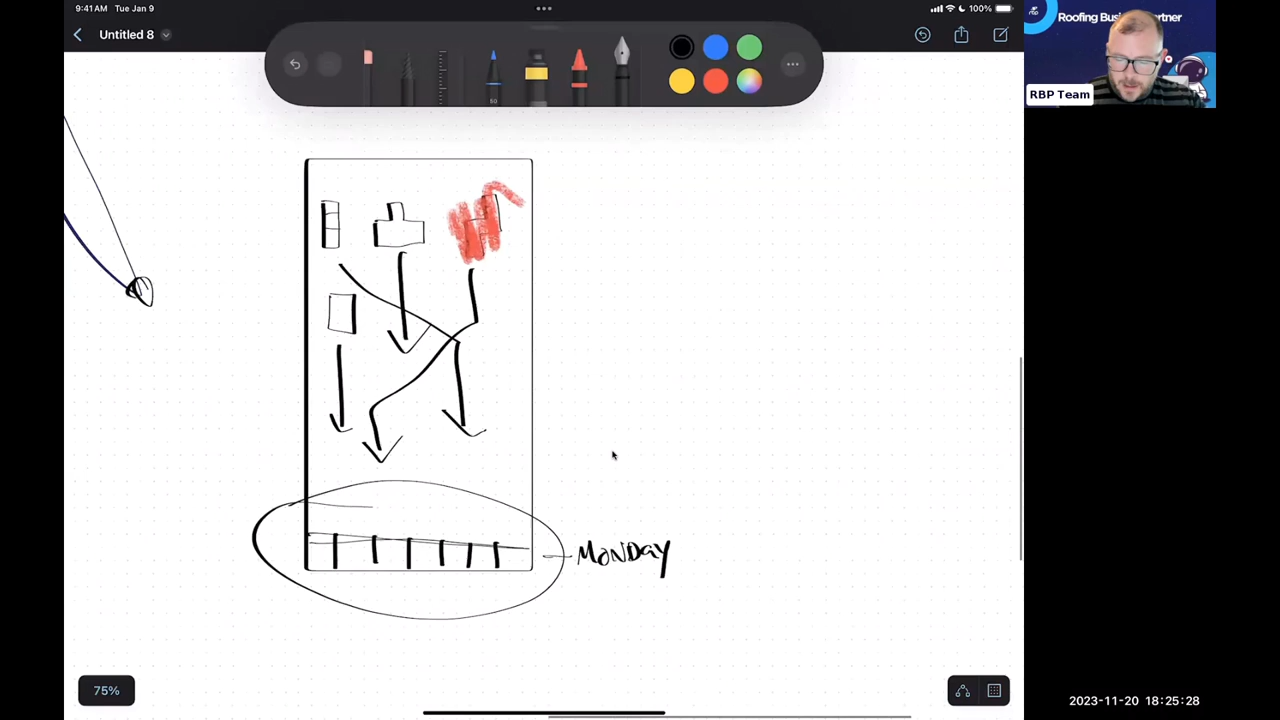 9:41 AM Tue Jan 9
100%
Untitled 8
50
Roofing Business Partner
RBP Team
MONDAY
75%
2023-11-20 18:25:28